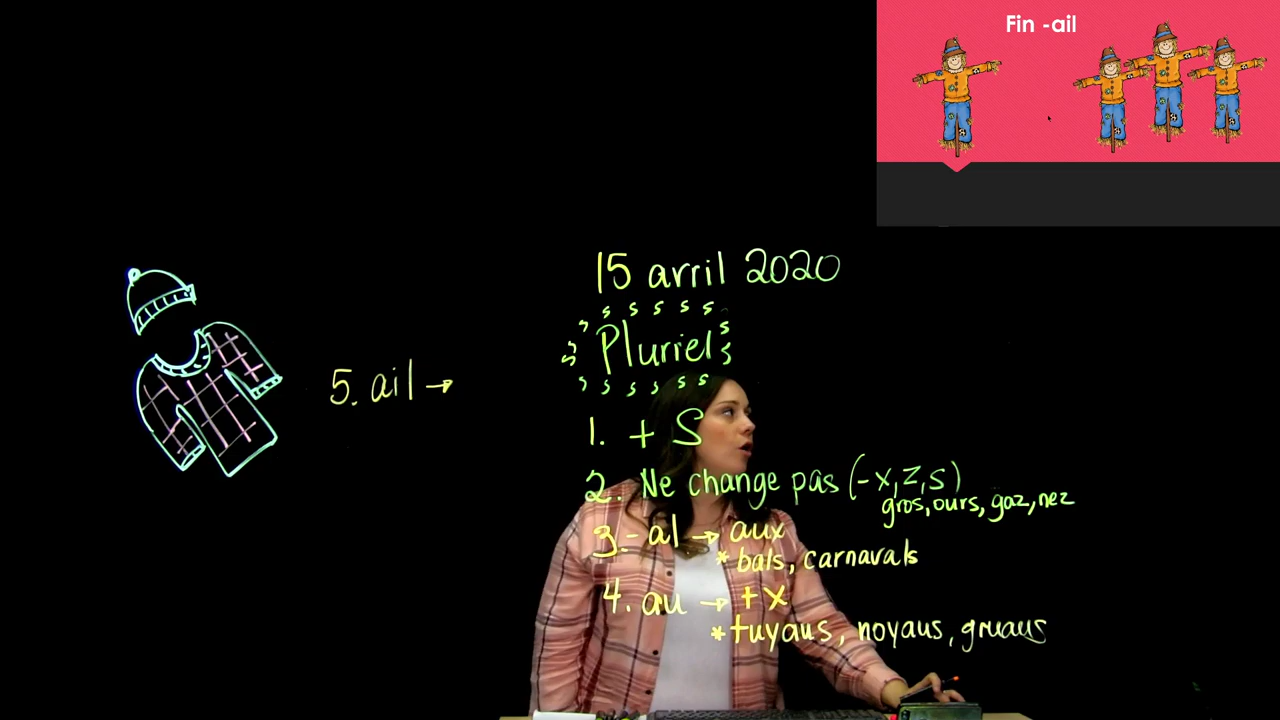 Fin -ail
15 avril 2020
s s s s s
s Pluriel s
s s
s s s s s
5. ail →
1. + S
2. Ne change pas (-x, z, s)
gros, ours, gaz, nez
3. -al → aux
* bals, carnavals
4. au → + x
* tuyaus, noyaus, gruaus